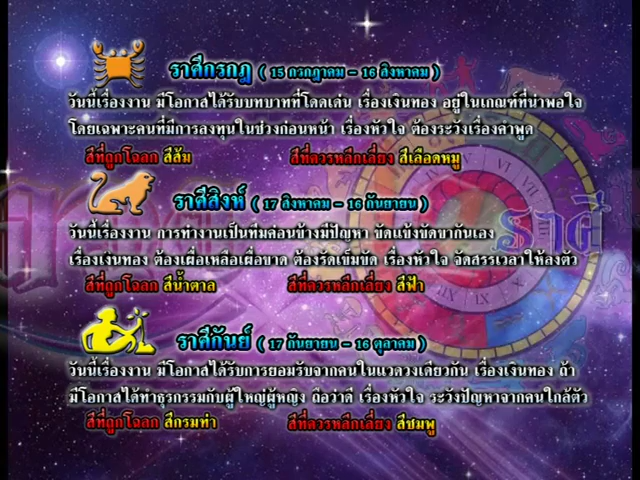 ราศีกรกฎ ( 15 กรกฎาคม - 16 สิงหาคม )
วันนี้เรื่องงาน มีโอกาสได้รับบทบาทที่โดดเด่น เรื่องเงินทอง อยู่ในเกณฑ์ที่น่าพอใจ
โดยเฉพาะคนที่มีการลงทุนในช่วงก่อนหน้า เรื่องหัวใจ ต้องระวังเรื่องคำพูด
สีที่ถูกโฉลก สีส้ม สีที่ควรหลีกเลี่ยง สีเลือดหมู
ราศีสิงห์ ( 17 สิงหาคม - 16 กันยายน )
วันนี้เรื่องงาน การทำงานเป็นทีมค่อนข้างมีปัญหา ขัดแข้งขัดขากันเอง
เรื่องเงินทอง ต้องเผื่อเหลือเผื่อขาด ต้องรัดเข็มขัด เรื่องหัวใจ จัดสรรเวลาให้ลงตัว
สีที่ถูกโฉลก สีน้ำตาล สีที่ควรหลีกเลี่ยง สีฟ้า
ราศี
ราศีกันย์ ( 17 กันยายน - 16 ตุลาคม )
วันนี้เรื่องงาน มีโอกาสได้รับการยอมรับจากคนในแวดวงเดียวกัน เรื่องเงินทอง ถ้า
มีโอกาสได้ทำธุรกรรมกับผู้ใหญ่ผู้หญิง ถือว่าดี เรื่องหัวใจ ระวังปัญหาจากคนใกล้ตัว
สีที่ถูกโฉลก สีกรมท่า สีที่ควรหลีกเลี่ยง สีชมพู